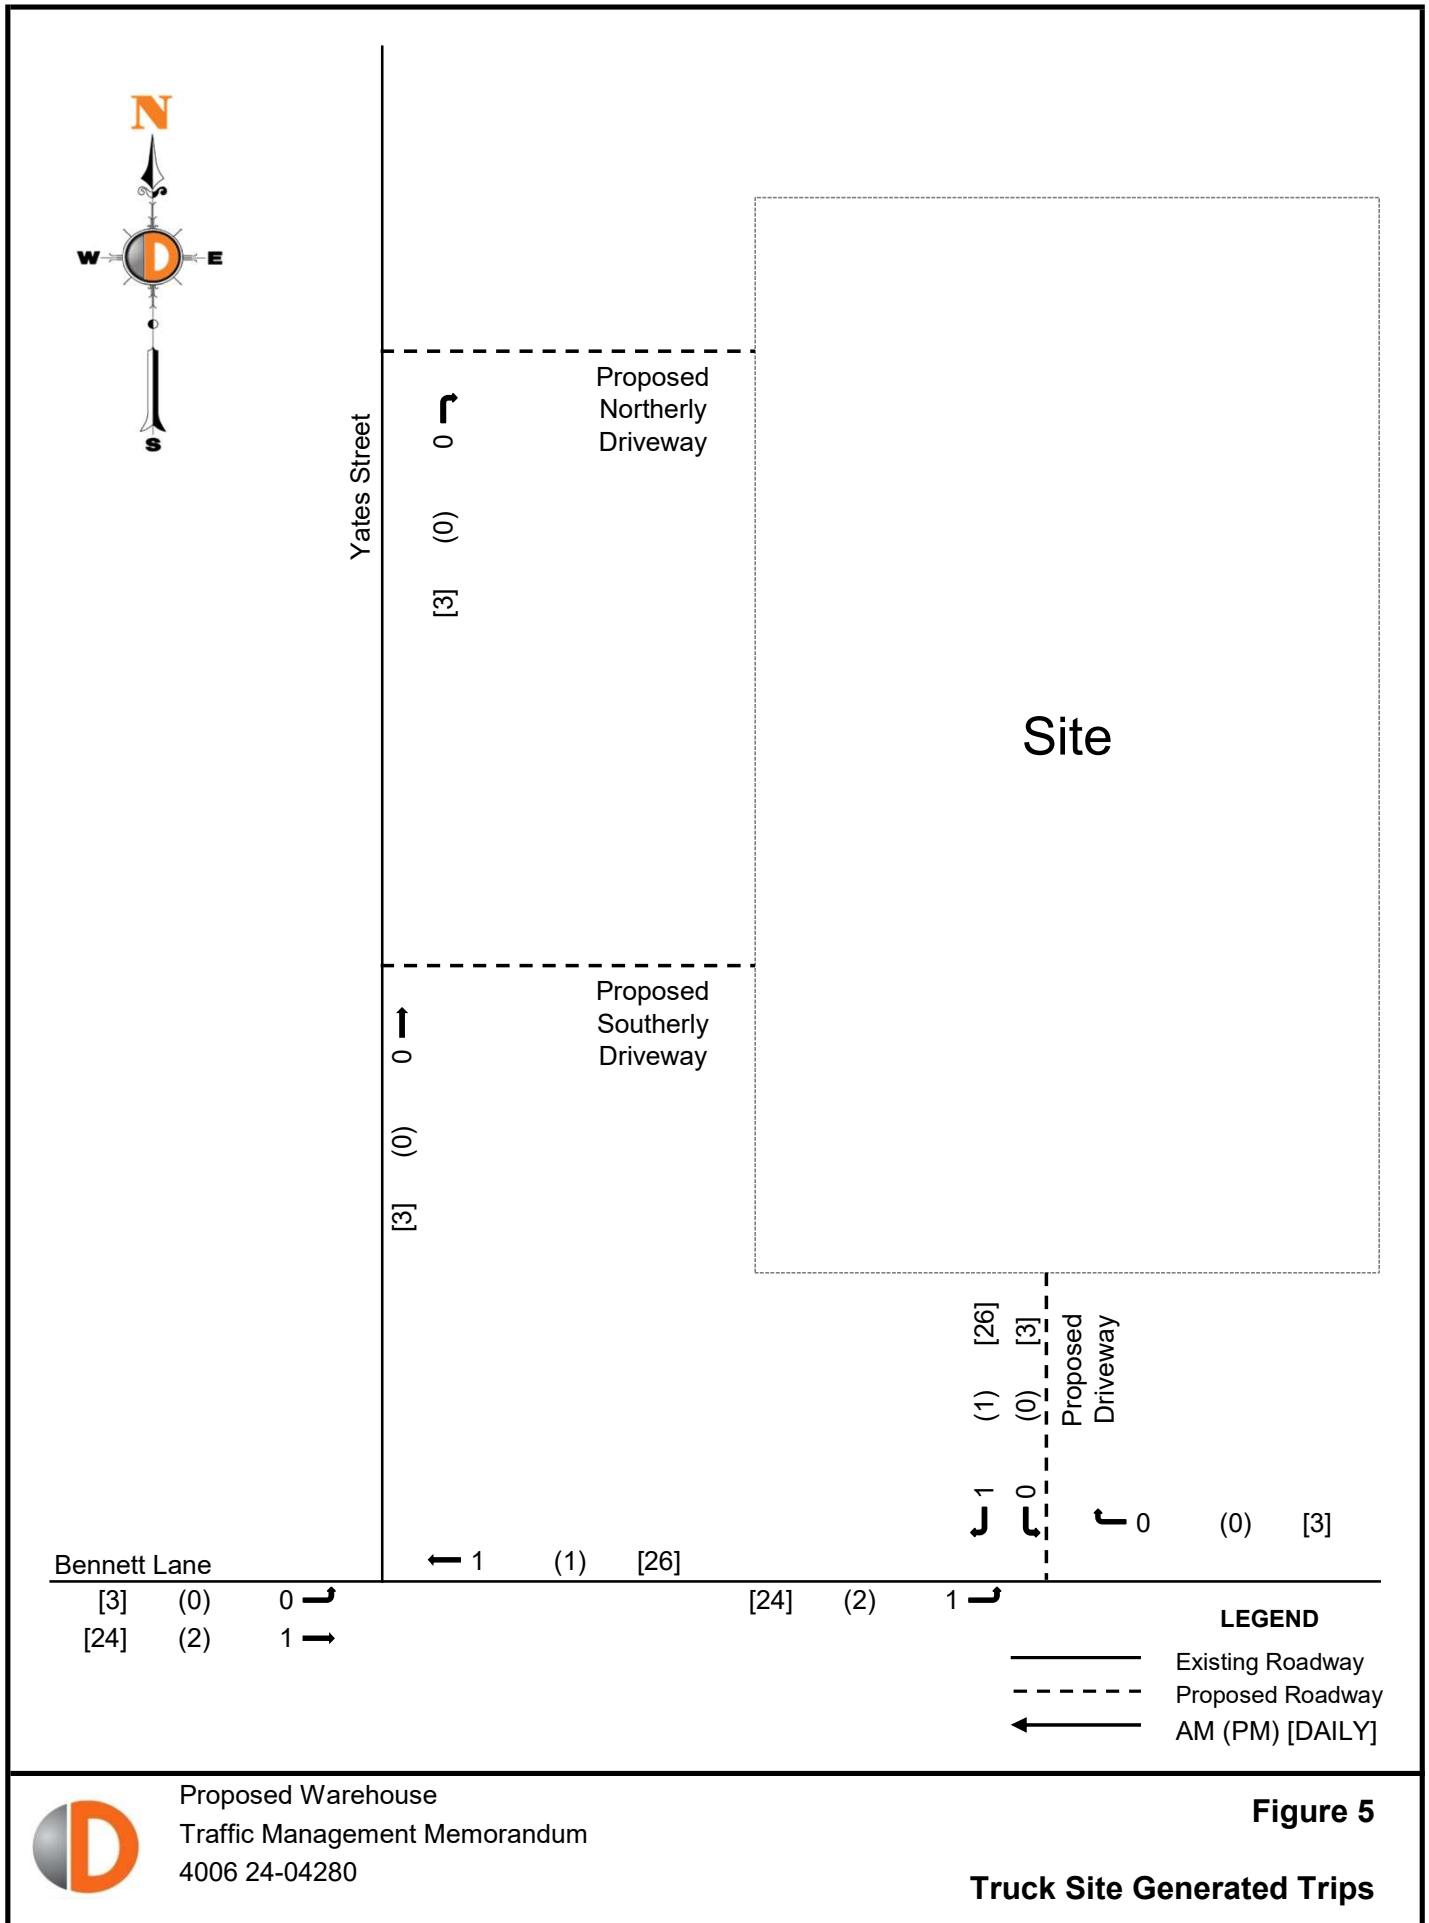 N
W
D
E
S
Yates Street
Proposed
Northerly
Driveway
0 (0) [3]
Site
Proposed
Southerly
Driveway
0 (0) [3]
[26] (1) 1
[3] (0) 0
Proposed
Driveway
0 (0) [3]
Bennett Lane
1 (1) [26]
[3] (0) 0
[24] (2) 1
[24] (2) 1
LEGEND
Existing Roadway
Proposed Roadway
AM (PM) [DAILY]
D
Proposed Warehouse
Traffic Management Memorandum
4006 24-04280
Figure 5
Truck Site Generated Trips